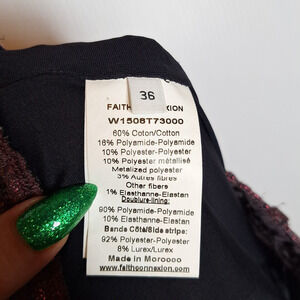 36
FAITH CONNEXION
W1508T73000
60% Coton/Cotton
18% Polyamide-Polyamide
10% Polyester-Polyester
10% Polyester métallisé
Metalized Polyester
3% Autres fibres
Other fibers
1% Elasthanne-Elastan
Doublure-lining:
90% Polyamide-Polyamide
10% Elasthanne-Elastan
Bands Côté/Side stripe:
92% Polyester-Polyester
8% Lurex/Lurex
Made in Morocco
www.faithconnexion.com